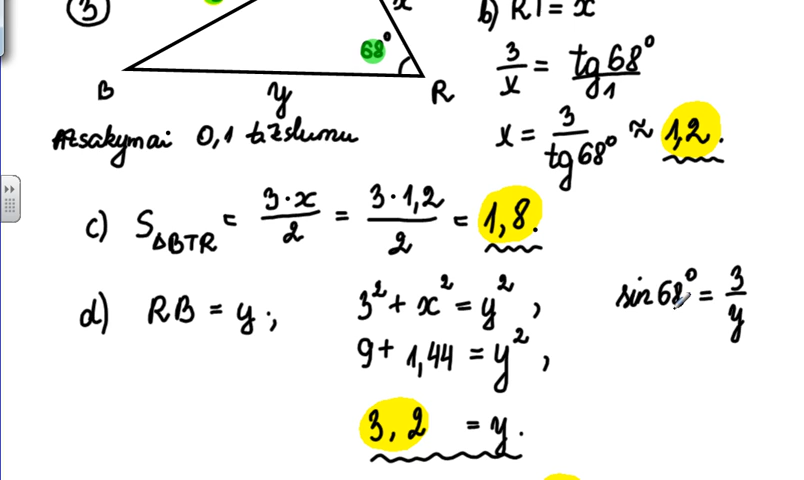 3
x
68°
B
y
R
Atsakymai 0,1 tikslumu
b) RT = x
3/x = tg68°/1
x = 3/tg68° ≈ 1,2.
c) S△BTR = 3·x/2 = 3·1,2/2 = 1,8.
d) RB = y;
3² + x² = y²,
9 + 1,44 = y²,
3,2 = y.
sin68° = 3/y